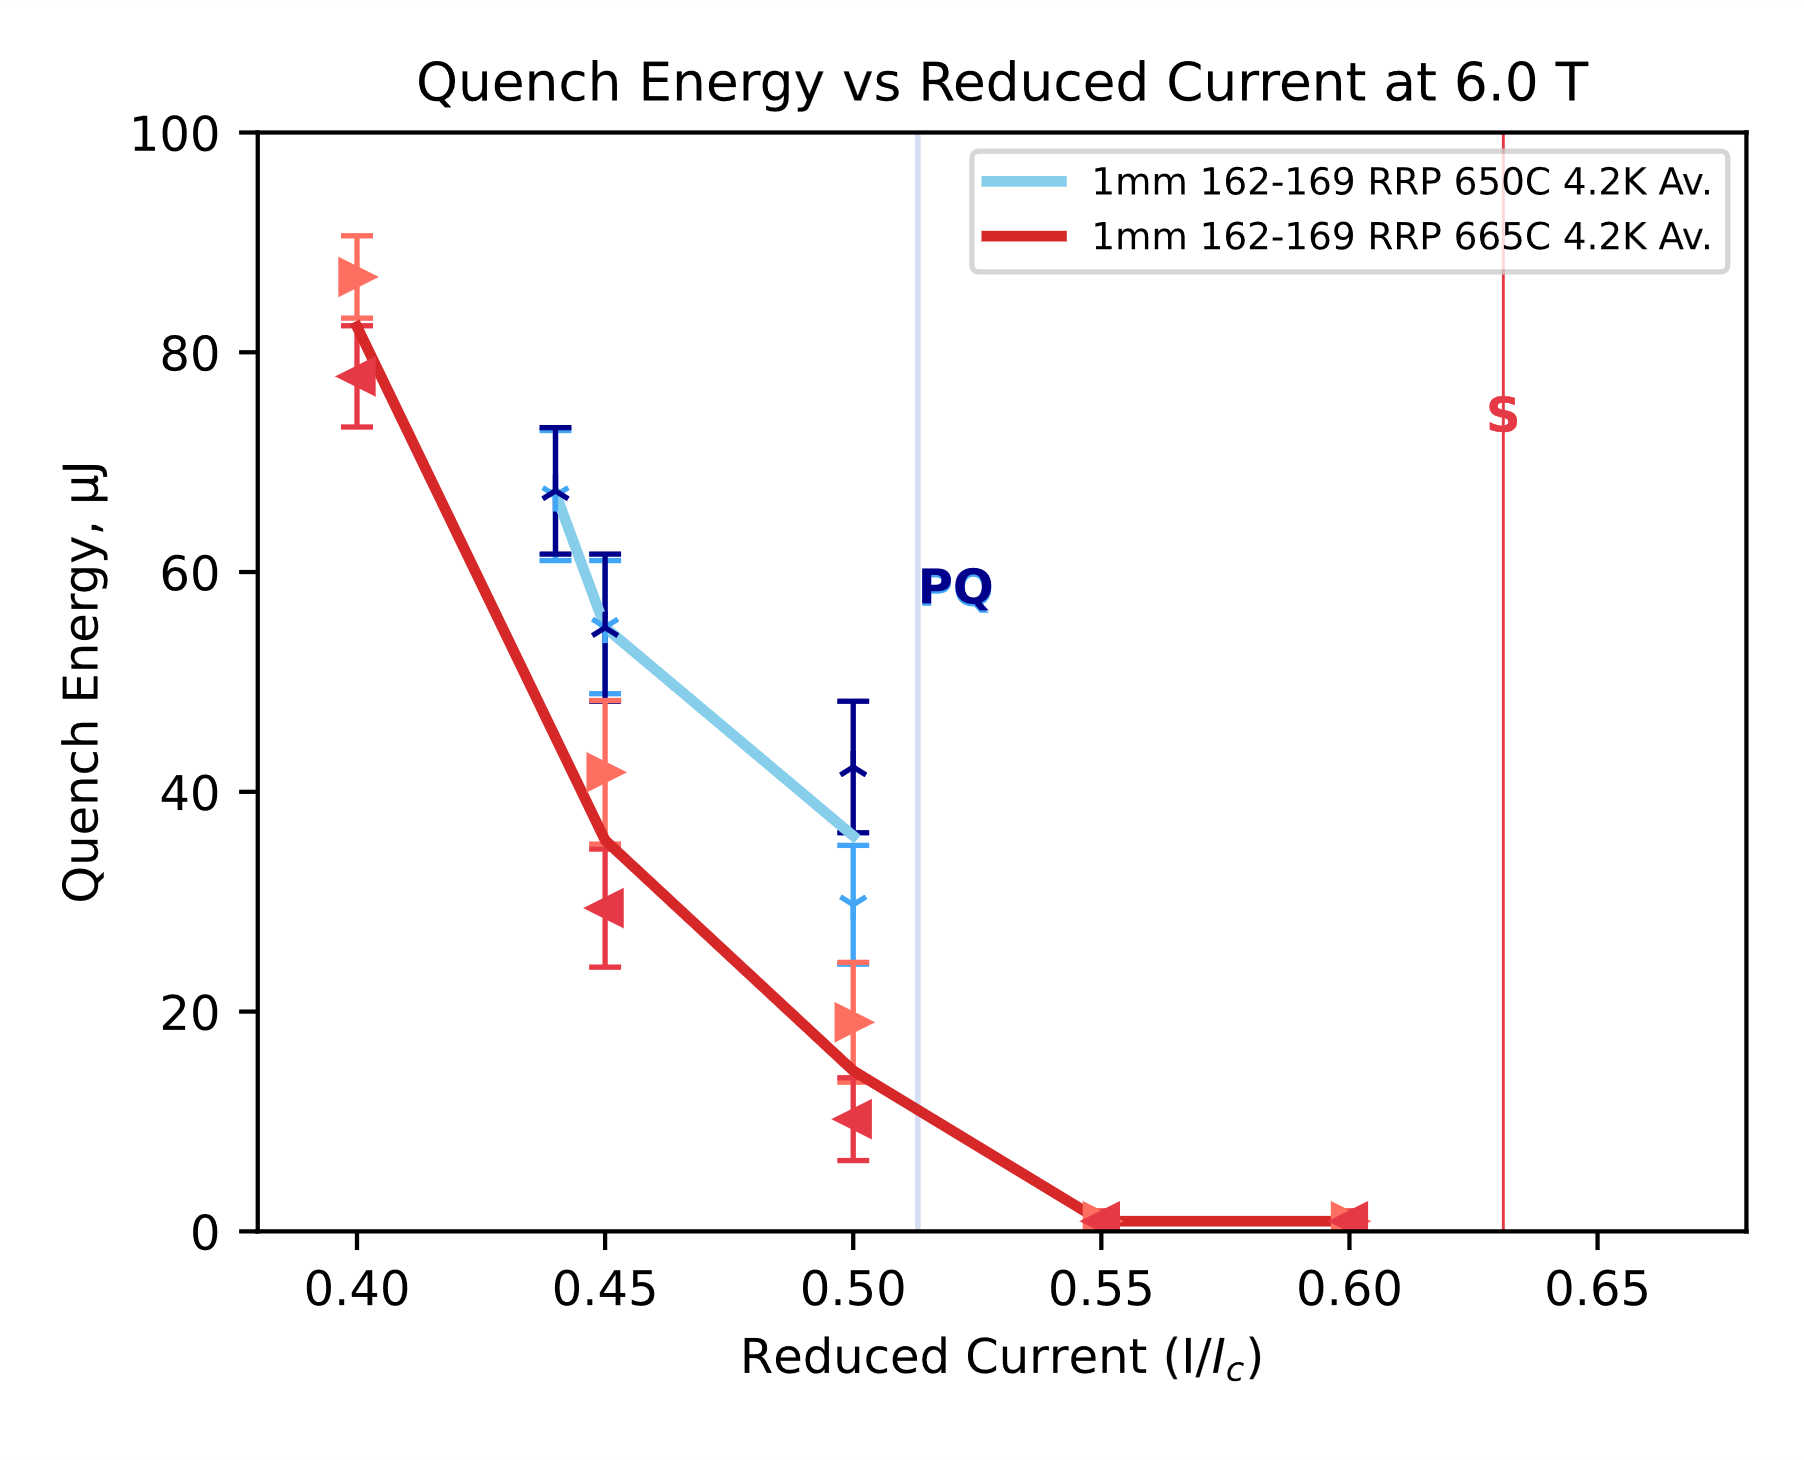 Quench Energy vs Reduced Current at 6.0 T
100
80
60
40
20
0
Quench Energy, µJ
1mm 162-169 RRP 650C 4.2K Av.
1mm 162-169 RRP 665C 4.2K Av.
S
PQ
0.40 0.45 0.50 0.55 0.60 0.65
Reduced Current (I/I_c)